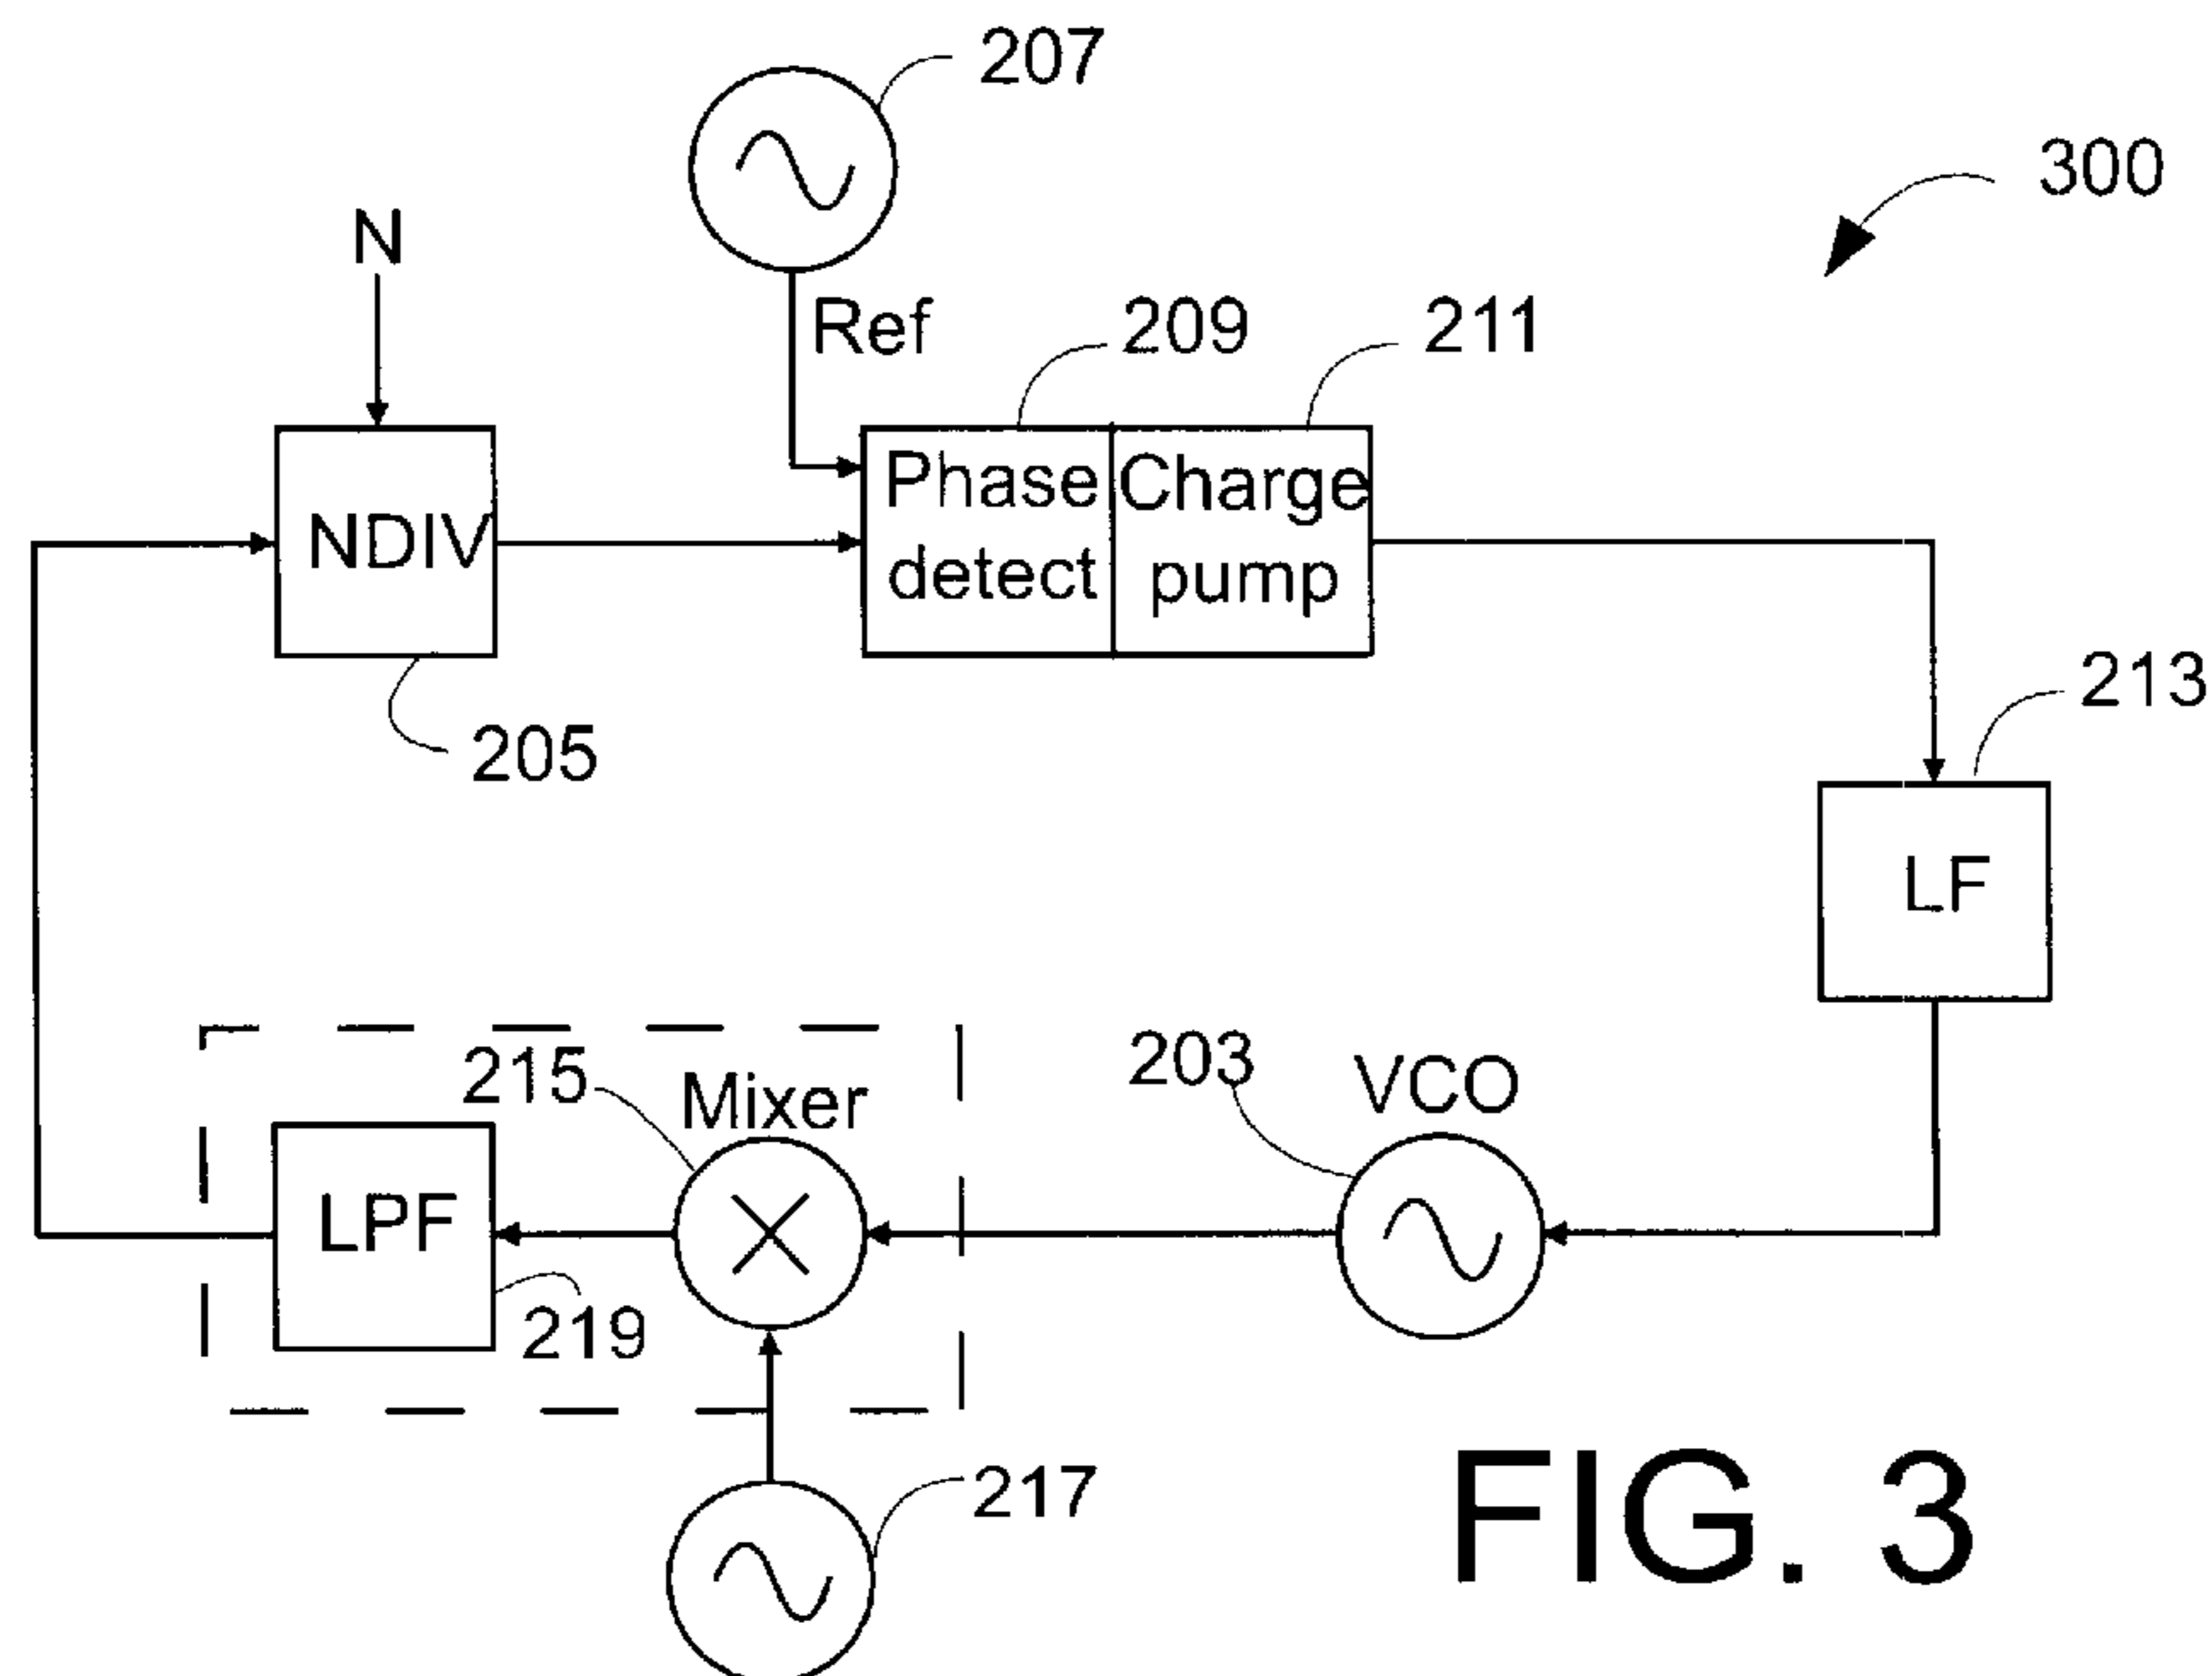 207
300
N
Ref
209
211
NDIV
Phase
detect
Charge
pump
205
213
LF
215
Mixer
203
VCO
LPF
219
217
FIG. 3